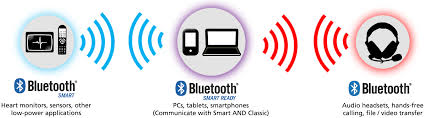 Bluetooth
SMART
Heart monitors, sensors, other
low-power applications
Bluetooth
SMART READY
PCs, tablets, smartphones
(Communicate with Smart AND Classic)
Bluetooth
Audio headsets, hands-free
calling, file / video transfer